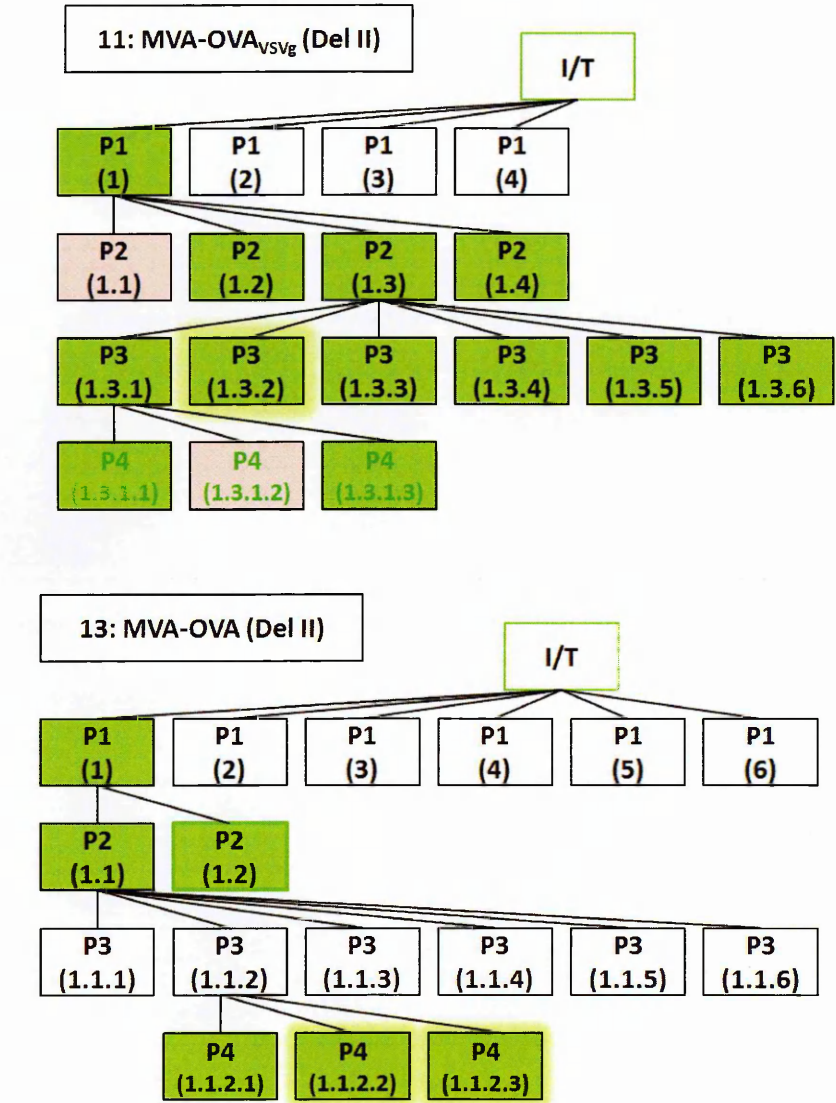 11: MVA-OVAVSVg (Del II)
I/T
P1 P1 P1 P1
(1) (2) (3) (4)
P2 P2 P2 P2
(1.1) (1.2) (1.3) (1.4)
P3 P3 P3 P3 P3 P3
(1.3.1) (1.3.2) (1.3.3) (1.3.4) (1.3.5) (1.3.6)
P4 P4 P4
(1.3.1.1) (1.3.1.2) (1.3.1.3)
13: MVA-OVA (Del II)
I/T
P1 P1 P1 P1 P1 P1
(1) (2) (3) (4) (5) (6)
P2 P2
(1.1) (1.2)
P3 P3 P3 P3 P3 P3
(1.1.1) (1.1.2) (1.1.3) (1.1.4) (1.1.5) (1.1.6)
P4 P4 P4
(1.1.2.1) (1.1.2.2) (1.1.2.3)